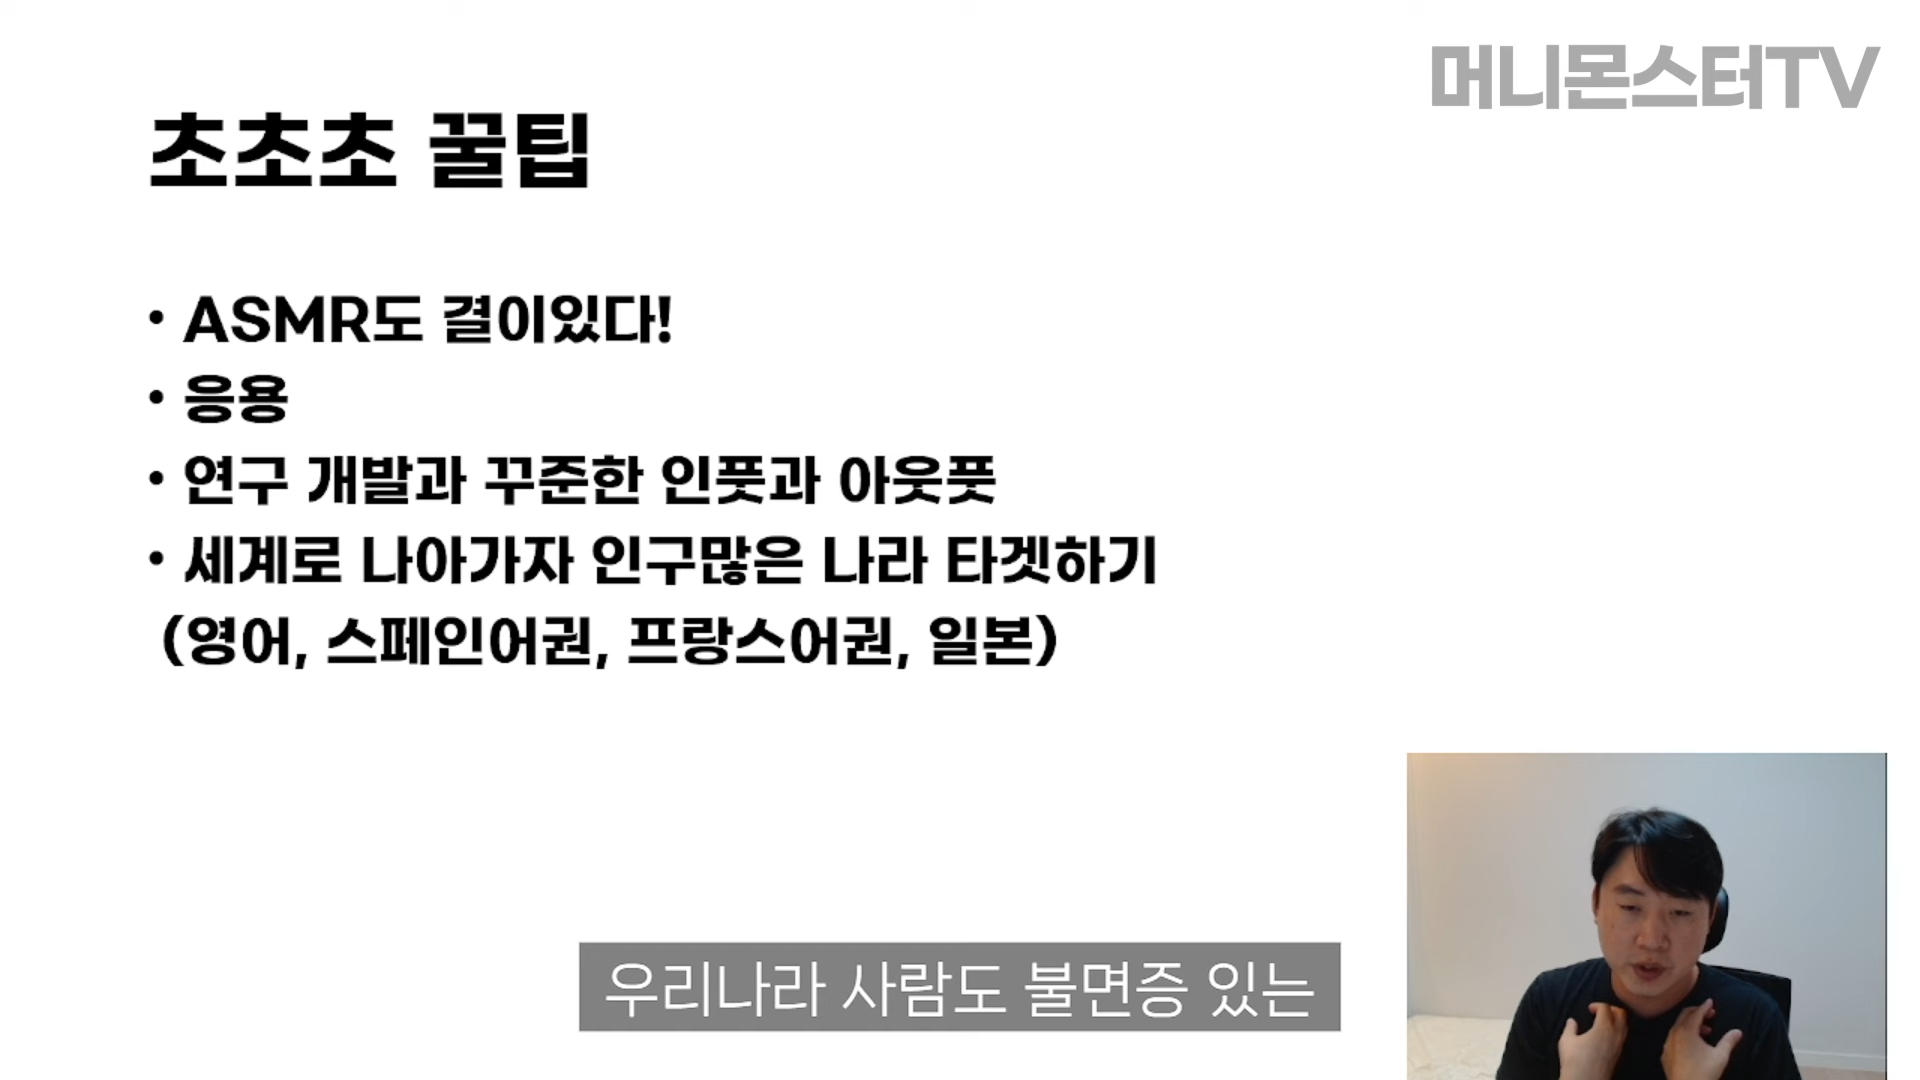 머니몬스터TV
초초초 꿀팁
• ASMR도 결이있다!
• 응용
• 연구 개발과 꾸준한 인풋과 아웃풋
• 세계로 나아가자 인구많은 나라 타겟하기
(영어, 스페인어권, 프랑스어권, 일본)
우리나라 사람도 불면증 있는